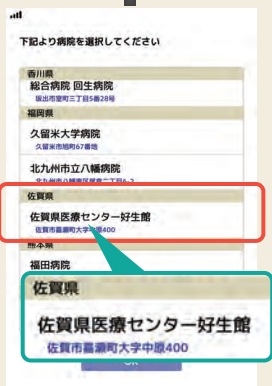 下記より病院を選択してください
香川県
総合病院 回生病院
坂出市室町三丁目5番28号
福岡県
久留米大学病院
久留米市旭町67番地
北九州市立八幡病院
佐賀県
佐賀県医療センター好生館
佐賀市嘉瀬町大字中原400
熊本県
福田病院
佐賀県
佐賀県医療センター好生館
佐賀市嘉瀬町大字中原400